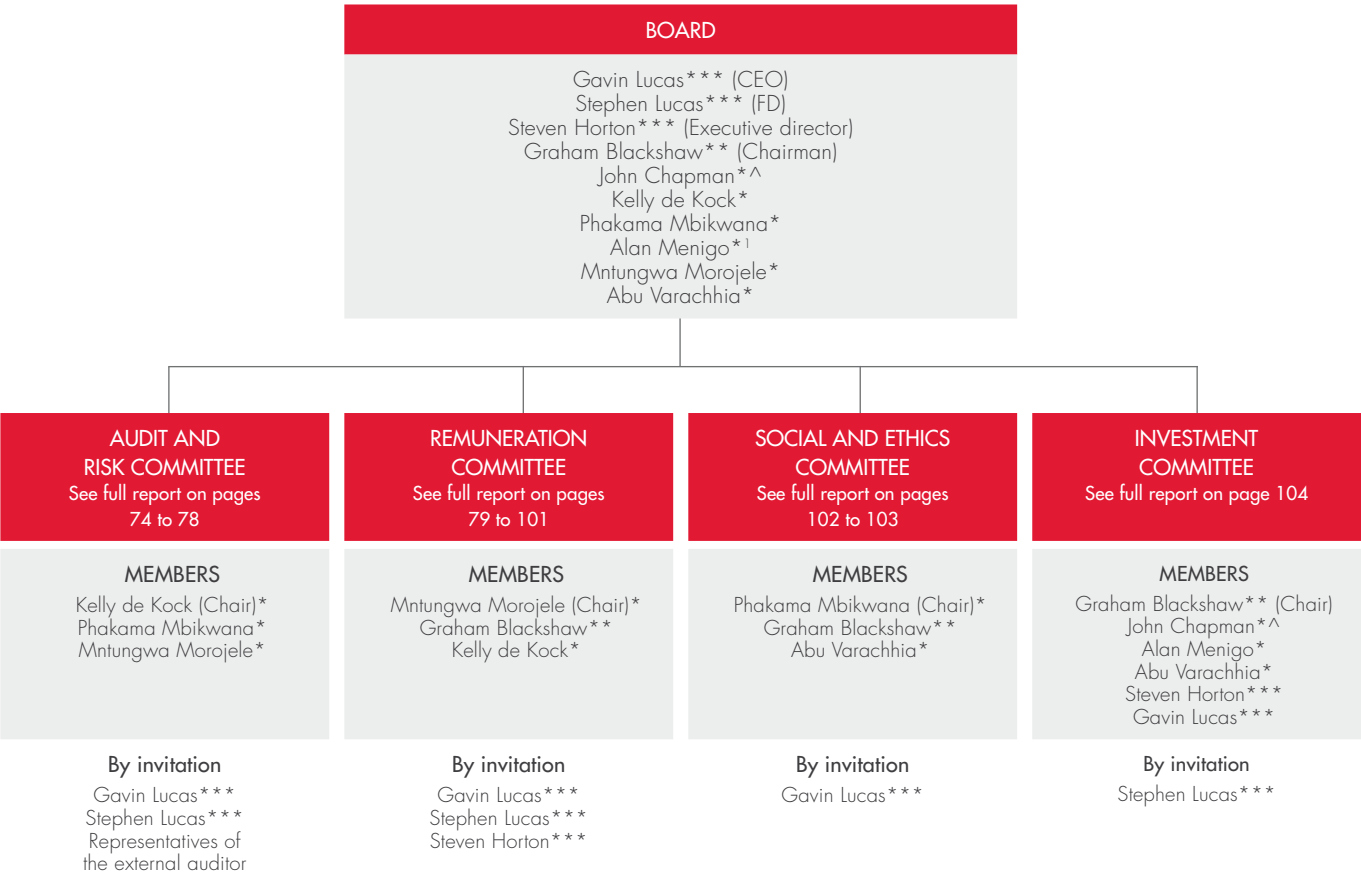 BOARD
Gavin Lucas*** (CEO)
Stephen Lucas*** (FD)
Steven Horton*** (Executive director)
Graham Blackshaw** (Chairman)
John Chapman*^
Kelly de Kock*
Phakama Mbikwana*
Alan Menigo*¹
Mntungwa Morojele*
Abu Varachhia*
AUDIT AND
RISK COMMITTEE
See full report on pages
74 to 78
MEMBERS
Kelly de Kock (Chair)*
Phakama Mbikwana*
Mntungwa Morojele*
By invitation
Gavin Lucas***
Stephen Lucas***
Representatives of
the external auditor
REMUNERATION
COMMITTEE
See full report on pages
79 to 101
MEMBERS
Mntungwa Morojele (Chair)*
Graham Blackshaw**
Kelly de Kock*
By invitation
Gavin Lucas***
Stephen Lucas***
Steven Horton***
SOCIAL AND ETHICS
COMMITTEE
See full report on pages
102 to 103
MEMBERS
Phakama Mbikwana (Chair)*
Graham Blackshaw**
Abu Varachhia*
By invitation
Gavin Lucas***
INVESTMENT
COMMITTEE
See full report on page 104
MEMBERS
Graham Blackshaw** (Chair)
John Chapman*^
Alan Menigo*
Abu Varachhia*
Steven Horton***
Gavin Lucas***
By invitation
Stephen Lucas***